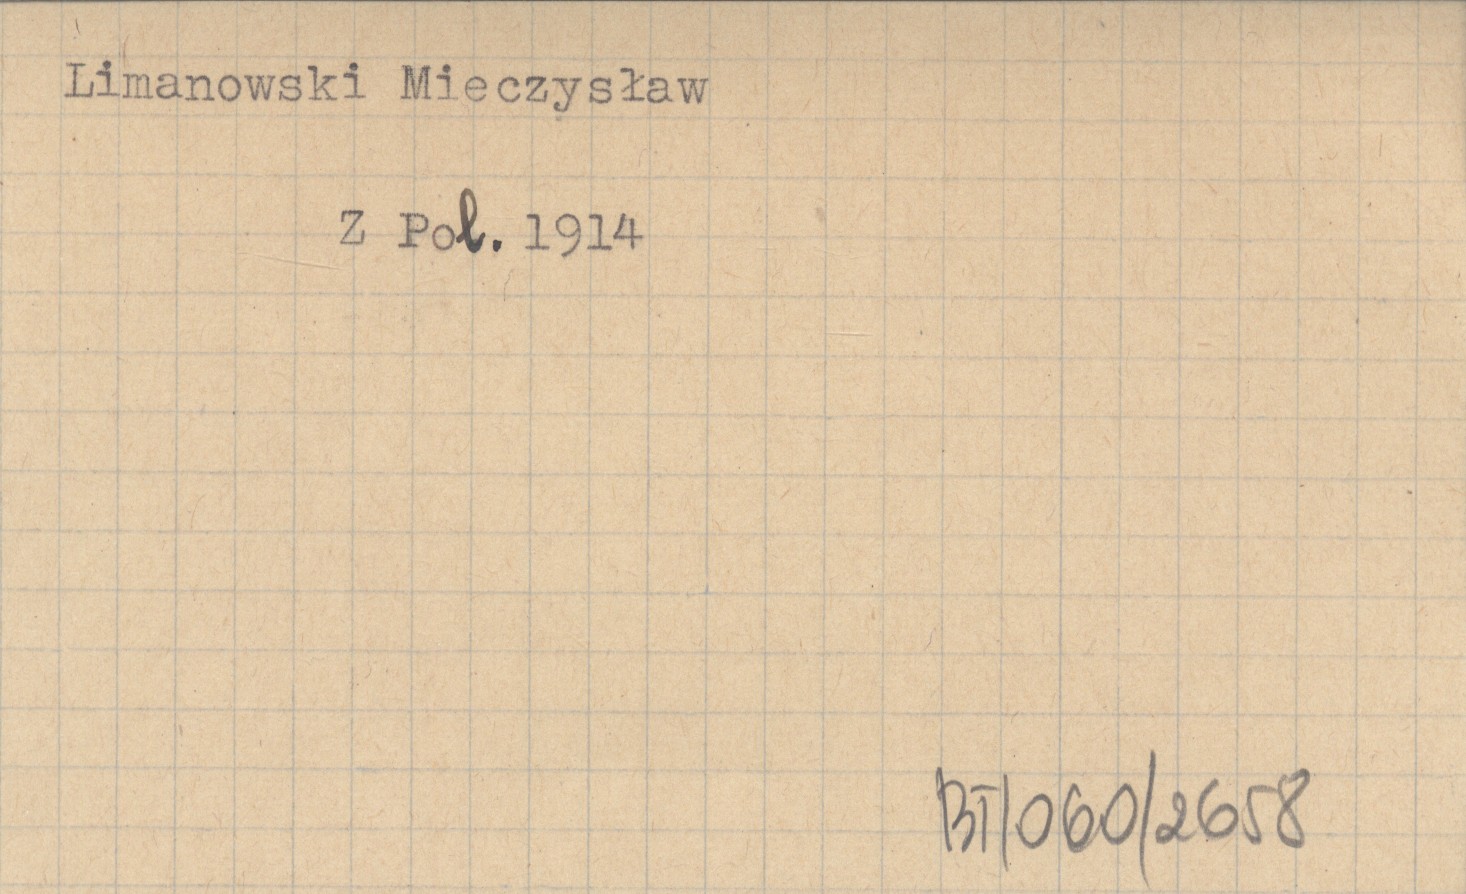 Limanowski Mieczysław
Z Pol. 1914
BT/060/2658